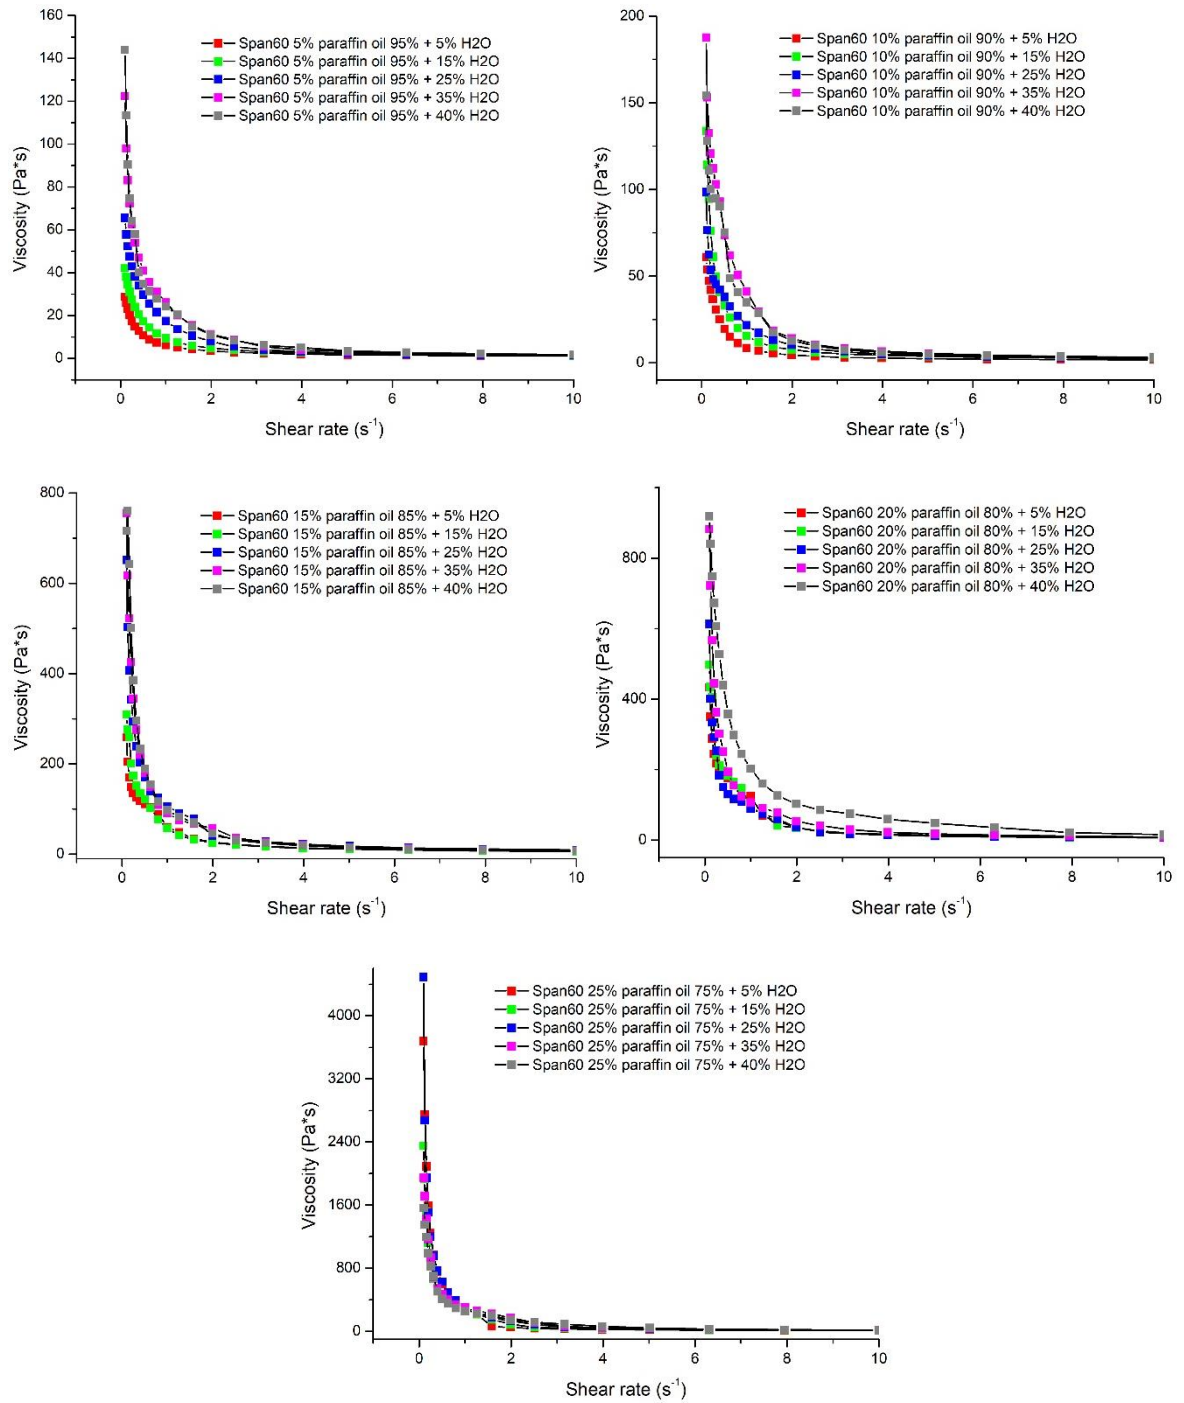 160
140
120
100
80
60
40
20
0
Viscosity (Pa*s)
Span60 5% paraffin oil 95% + 5% H2O
Span60 5% paraffin oil 95% + 15% H2O
Span60 5% paraffin oil 95% + 25% H2O
Span60 5% paraffin oil 95% + 35% H2O
Span60 5% paraffin oil 95% + 40% H2O
0 2 4 6 8 10
Shear rate (s⁻¹)
200
150
100
50
0
Viscosity (Pa*s)
Span60 10% paraffin oil 90% + 5% H2O
Span60 10% paraffin oil 90% + 15% H2O
Span60 10% paraffin oil 90% + 25% H2O
Span60 10% paraffin oil 90% + 35% H2O
Span60 10% paraffin oil 90% + 40% H2O
0 2 4 6 8 10
Shear rate (s⁻¹)
800
600
400
200
0
Viscosity (Pa*s)
Span60 15% paraffin oil 85% + 5% H2O
Span60 15% paraffin oil 85% + 15% H2O
Span60 15% paraffin oil 85% + 25% H2O
Span60 15% paraffin oil 85% + 35% H2O
Span60 15% paraffin oil 85% + 40% H2O
0 2 4 6 8 10
Shear rate (s⁻¹)
800
400
0
Viscosity (Pa*s)
Span60 20% paraffin oil 80% + 5% H2O
Span60 20% paraffin oil 80% + 15% H2O
Span60 20% paraffin oil 80% + 25% H2O
Span60 20% paraffin oil 80% + 35% H2O
Span60 20% paraffin oil 80% + 40% H2O
0 2 4 6 8 10
Shear rate (s⁻¹)
4000
3200
2400
1600
800
0
Viscosity (Pa*s)
Span60 25% paraffin oil 75% + 5% H2O
Span60 25% paraffin oil 75% + 15% H2O
Span60 25% paraffin oil 75% + 25% H2O
Span60 25% paraffin oil 75% + 35% H2O
Span60 25% paraffin oil 75% + 40% H2O
0 2 4 6 8 10
Shear rate (s⁻¹)